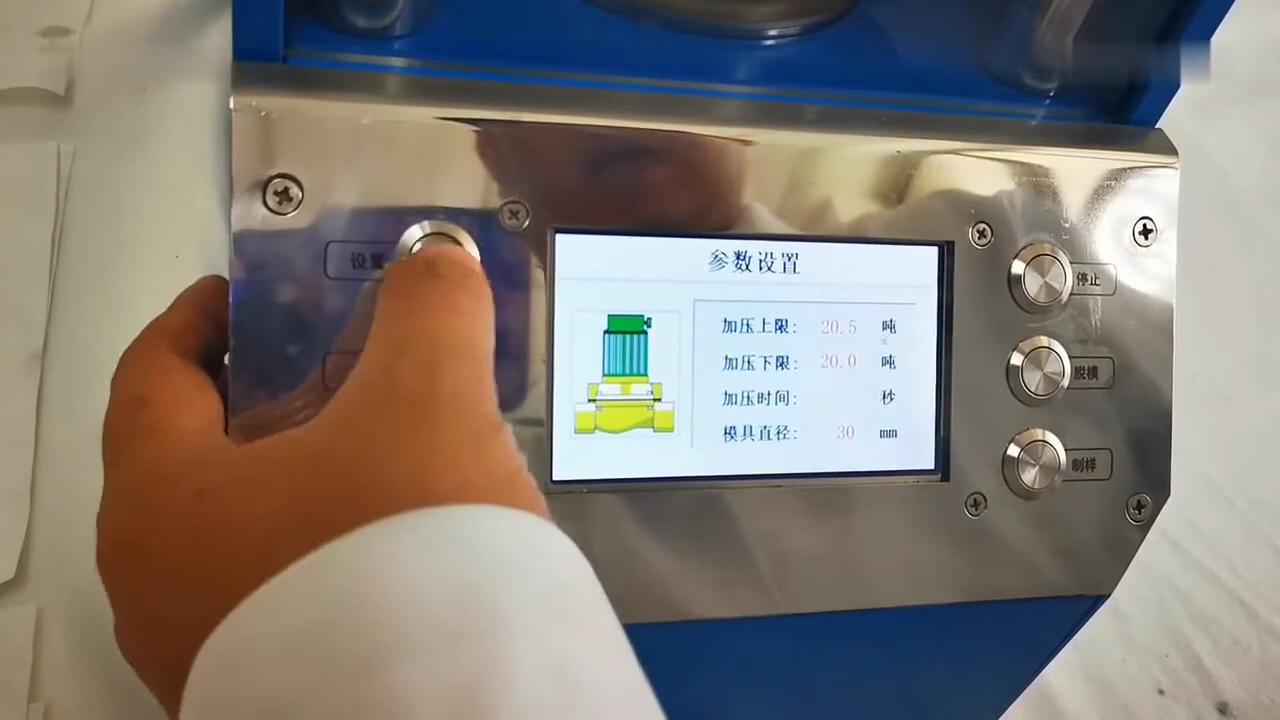 参数设置
加压上限: 20.5 吨
加压下限: 20.0 吨
加压时间: 秒
模具直径: 30 mm
设置
停止
脱模
制样